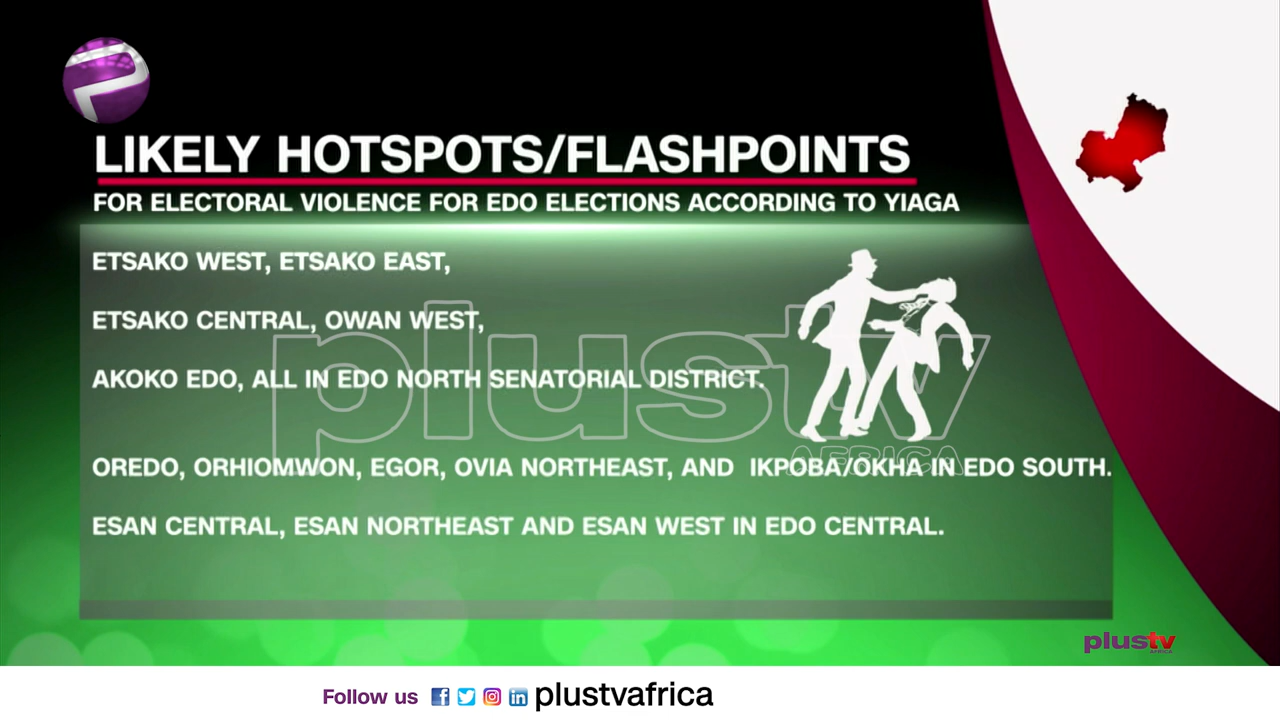 LIKELY HOTSPOTS/FLASHPOINTS
FOR ELECTORAL VIOLENCE FOR EDO ELECTIONS ACCORDING TO YIAGA
ETSAKO WEST, ETSAKO EAST,
ETSAKO CENTRAL, OWAN WEST,
AKOKO EDO, ALL IN EDO NORTH SENATORIAL DISTRICT.
OREDO, ORHIOMWON, EGOR, OVIA NORTHEAST, AND IKPOBA/OKHA IN EDO SOUTH.
ESAN CENTRAL, ESAN NORTHEAST AND ESAN WEST IN EDO CENTRAL.
plustv
AFRICA
plustv
AFRICA
Follow us plustvafrica